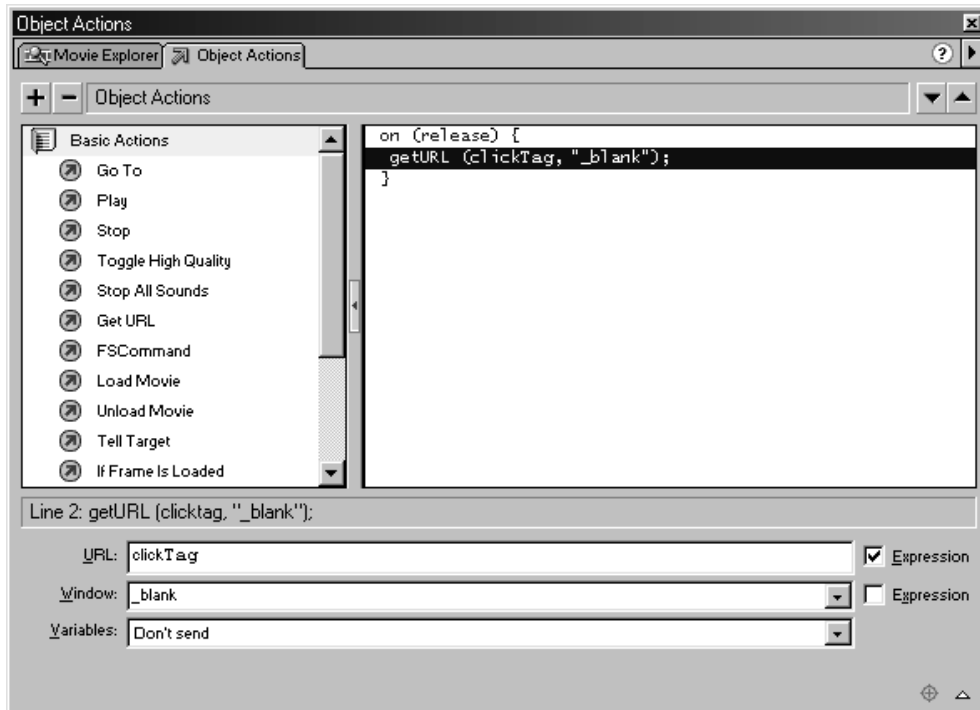 Object Actions
Movie Explorer Object Actions
Object Actions
Basic Actions
Go To
Play
Stop
Toggle High Quality
Stop All Sounds
Get URL
FSCommand
Load Movie
Unload Movie
Tell Target
If Frame Is Loaded
on (release) {
getURL (clickTag, "_blank");
}
Line 2: getURL (clicktag, "_blank");
URL: clickTag Expression
Window: _blank Expression
Variables: Don't send